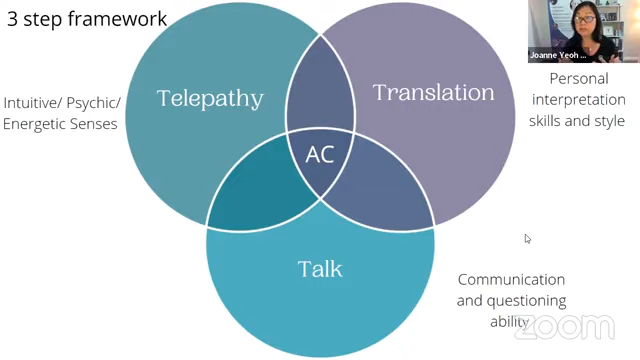 3 step framework
Joanne Yeoh ...
Telepathy
Translation
Intuitive/ Psychic/
Energetic Senses
Personal
interpretation
skills and style
AC
Talk
Communication
and questioning
ability
zoom